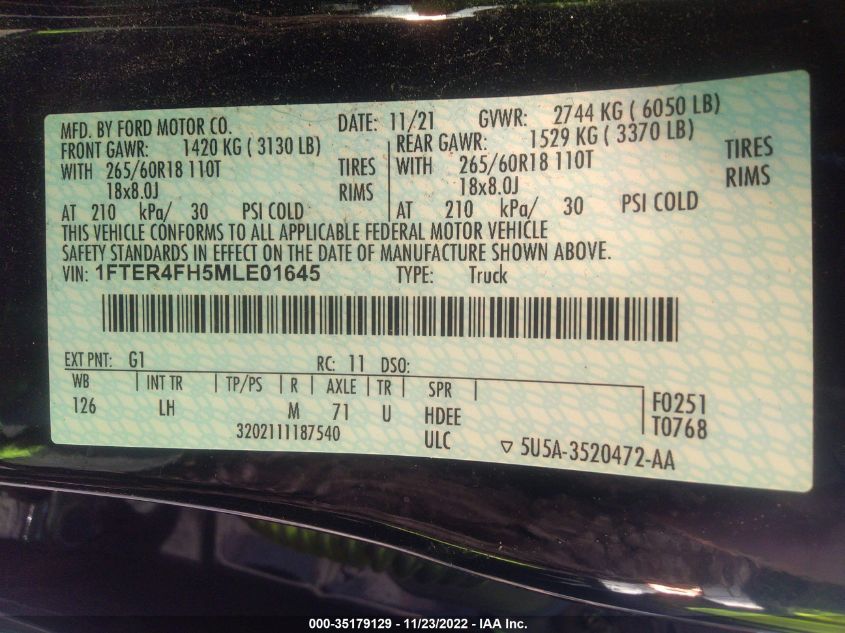 MFD. BY FORD MOTOR CO. DATE: 11/21 GVWR: 2744 KG ( 6050 LB)
FRONT GAWR: 1420 KG ( 3130 LB) REAR GAWR: 1529 KG ( 3370 LB)
WITH 265/60R18 110T TIRES WITH 265/60R18 110T TIRES
18x8.0J RIMS 18x8.0J RIMS
AT 210 kPa/ 30 PSI COLD AT 210 kPa/ 30 PSI COLD
THIS VEHICLE CONFORMS TO ALL APPLICABLE FEDERAL MOTOR VEHICLE
SAFETY STANDARDS IN EFFECT ON THE DATE OF MANUFACTURE SHOWN ABOVE.
VIN: 1FTER4FH5MLE01645 TYPE: Truck
EXT PNT: G1 RC: 11 DSO:
WB INT TR TP/PS R AXLE TR SPR
126 LH M 71 U HDEE F0251
3202111187540 ULC T0768
5U5A-3520472-AA
000-35179129 - 11/23/2022 - IAA Inc.